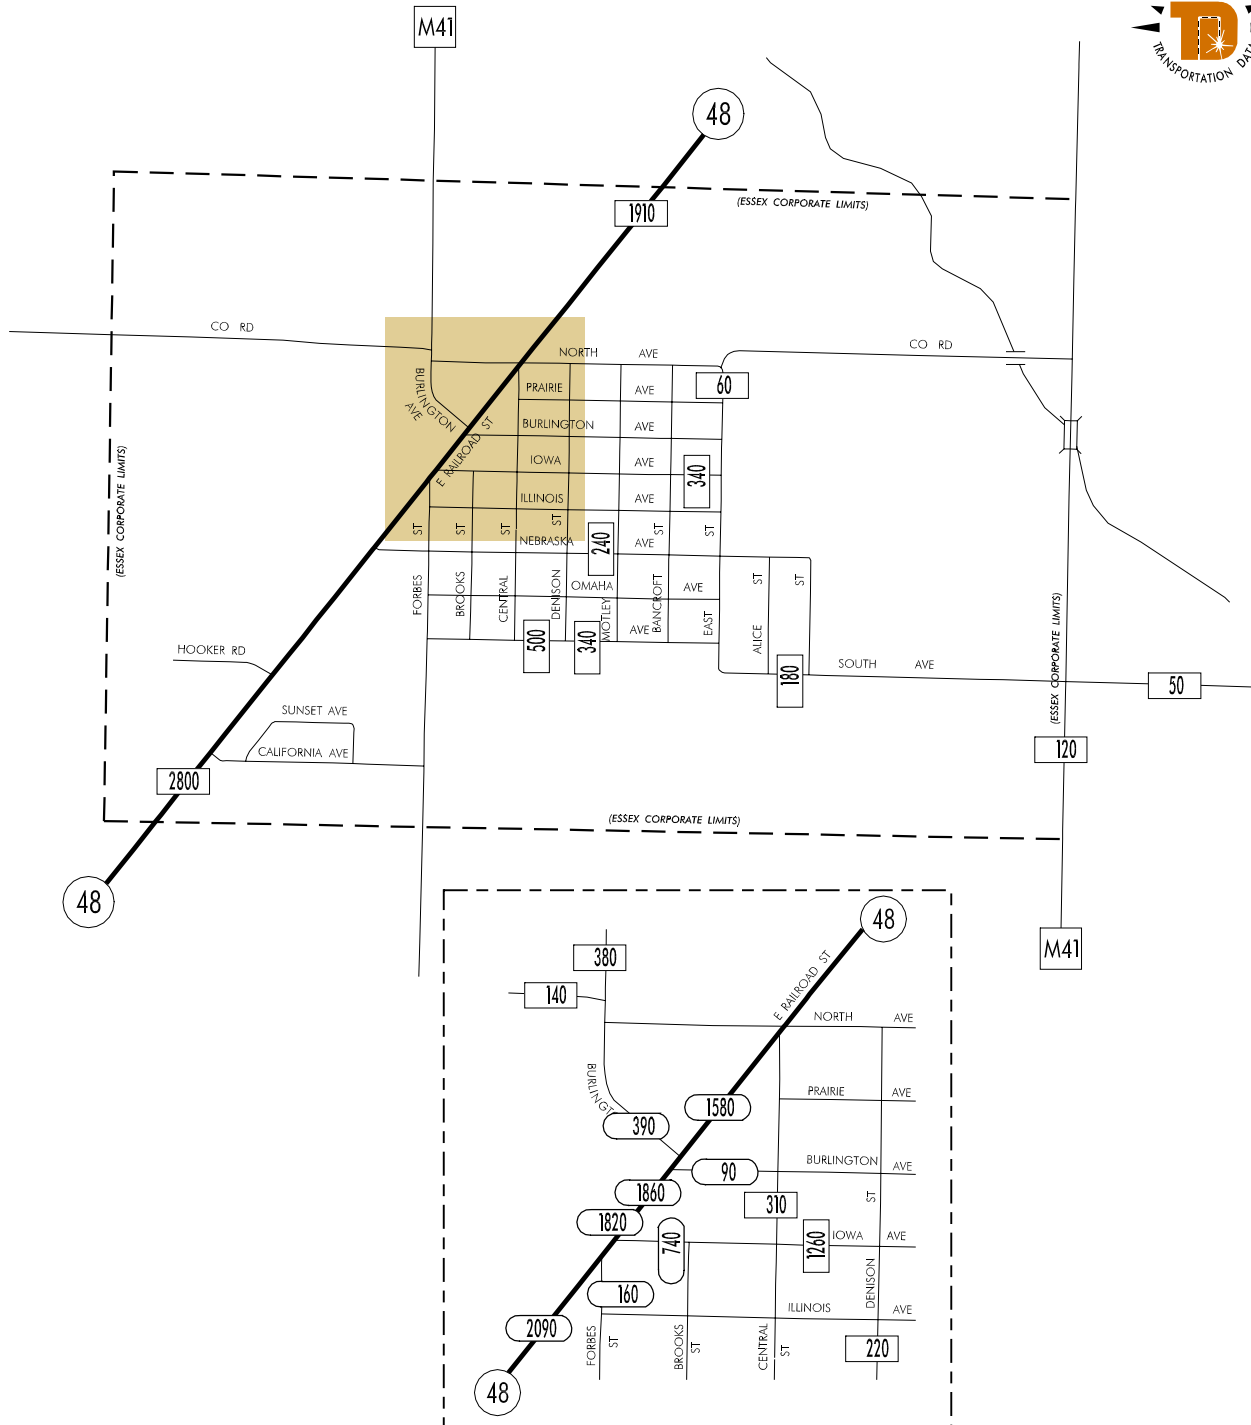 M41
TRANSPORTATION DATA
48
1910
(ESSEX CORPORATE LIMITS)
CO RD
NORTH AVE
CO RD
BURLINGTON AVE
PRAIRIE AVE
60
E RAILROAD ST
BURLINGTON AVE
IOWA AVE
340
(ESSEX CORPORATE LIMITS)
ILLINOIS AVE
FORBES ST
BROOKS ST
CENTRAL ST
DENISON ST
NEBRASKA AVE
240
MOTLEY
BANCROFT ST
EAST ST
ALICE ST
ST
OMAHA AVE
500
340
AVE
180
HOOKER RD
SOUTH AVE
50
(ESSEX CORPORATE LIMITS)
SUNSET AVE
CALIFORNIA AVE
120
2800
(ESSEX CORPORATE LIMITS)
48
M41
48
380
140
E RAILROAD ST
NORTH AVE
BURLINGT
390
1580
PRAIRIE AVE
90
BURLINGTON AVE
1860
310
1820
740
1260
IOWA AVE
160
ILLINOIS AVE
2090
FORBES ST
BROOKS ST
CENTRAL ST
DENISON ST
220
48